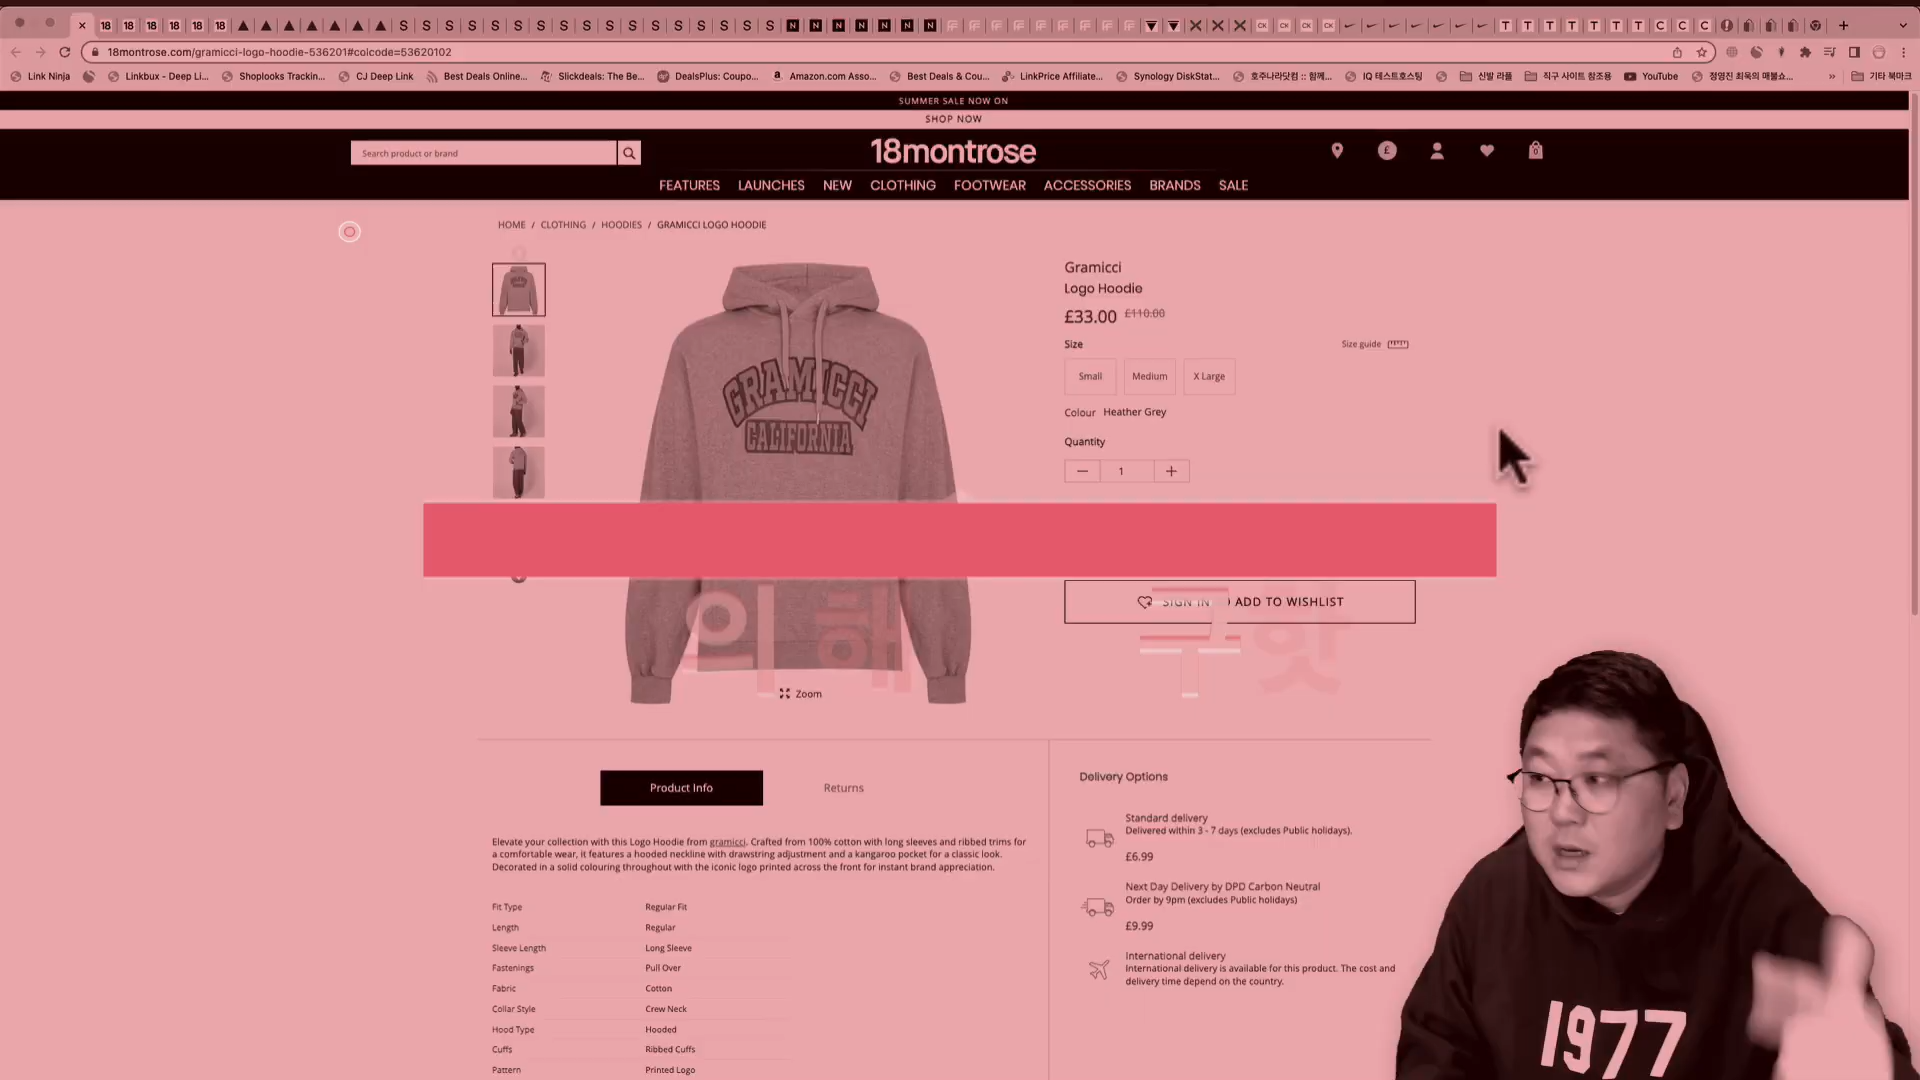 18montrose.com/gramicci-logo-hoodie-536201#colcode=53620102
Link Ninja
Linkbux - Deep Li...
Shoplooks Trackin...
CJ Deep Link
Best Deals Online...
Slickdeals: The Be...
DealsPlus: Coupo...
Amazon.com Asso...
Best Deals & Cou...
LinkPrice Affiliate...
Synology DiskStat...
호주나라닷컴 :: 함께...
IQ 테스트호스팅
신발 라플
직구 사이트 참조용
YouTube
정영진 최욱의 매불쇼...
»
기타 북마크
SUMMER SALE NOW ON
SHOP NOW
Search product or brand
18montrose
£
0
FEATURES LAUNCHES NEW CLOTHING FOOTWEAR ACCESSORIES BRANDS SALE
HOME / CLOTHING / HOODIES / GRAMICCI LOGO HOODIE
GRAMICCI
CALIFORNIA
Gramicci
Logo Hoodie
£33.00 £110.00
Size
Size guide
Small Medium X Large
Colour Heather Grey
Quantity
1
ADD TO WISHLIST
Zoom
Product Info
Returns
Elevate your collection with this Logo Hoodie from gramicci. Crafted from 100% cotton with long sleeves and ribbed trims for
a comfortable wear, it features a hooded neckline with drawstring adjustment and a kangaroo pocket for a classic look.
Decorated in a solid colouring throughout with the iconic logo printed across the front for instant brand appreciation.
Fit Type Regular Fit
Length Regular
Sleeve Length Long Sleeve
Fastenings Pull Over
Fabric Cotton
Collar Style Crew Neck
Hood Type Hooded
Cuffs Ribbed Cuffs
Pattern Printed Logo
Delivery Options
Standard delivery
Delivered within 3 - 7 days (excludes Public holidays).
£6.99
Next Day Delivery by DPD Carbon Neutral
Order by 9pm (excludes Public holidays)
£9.99
International delivery
International delivery is available for this product. The cost and
delivery time depend on the country.
1977